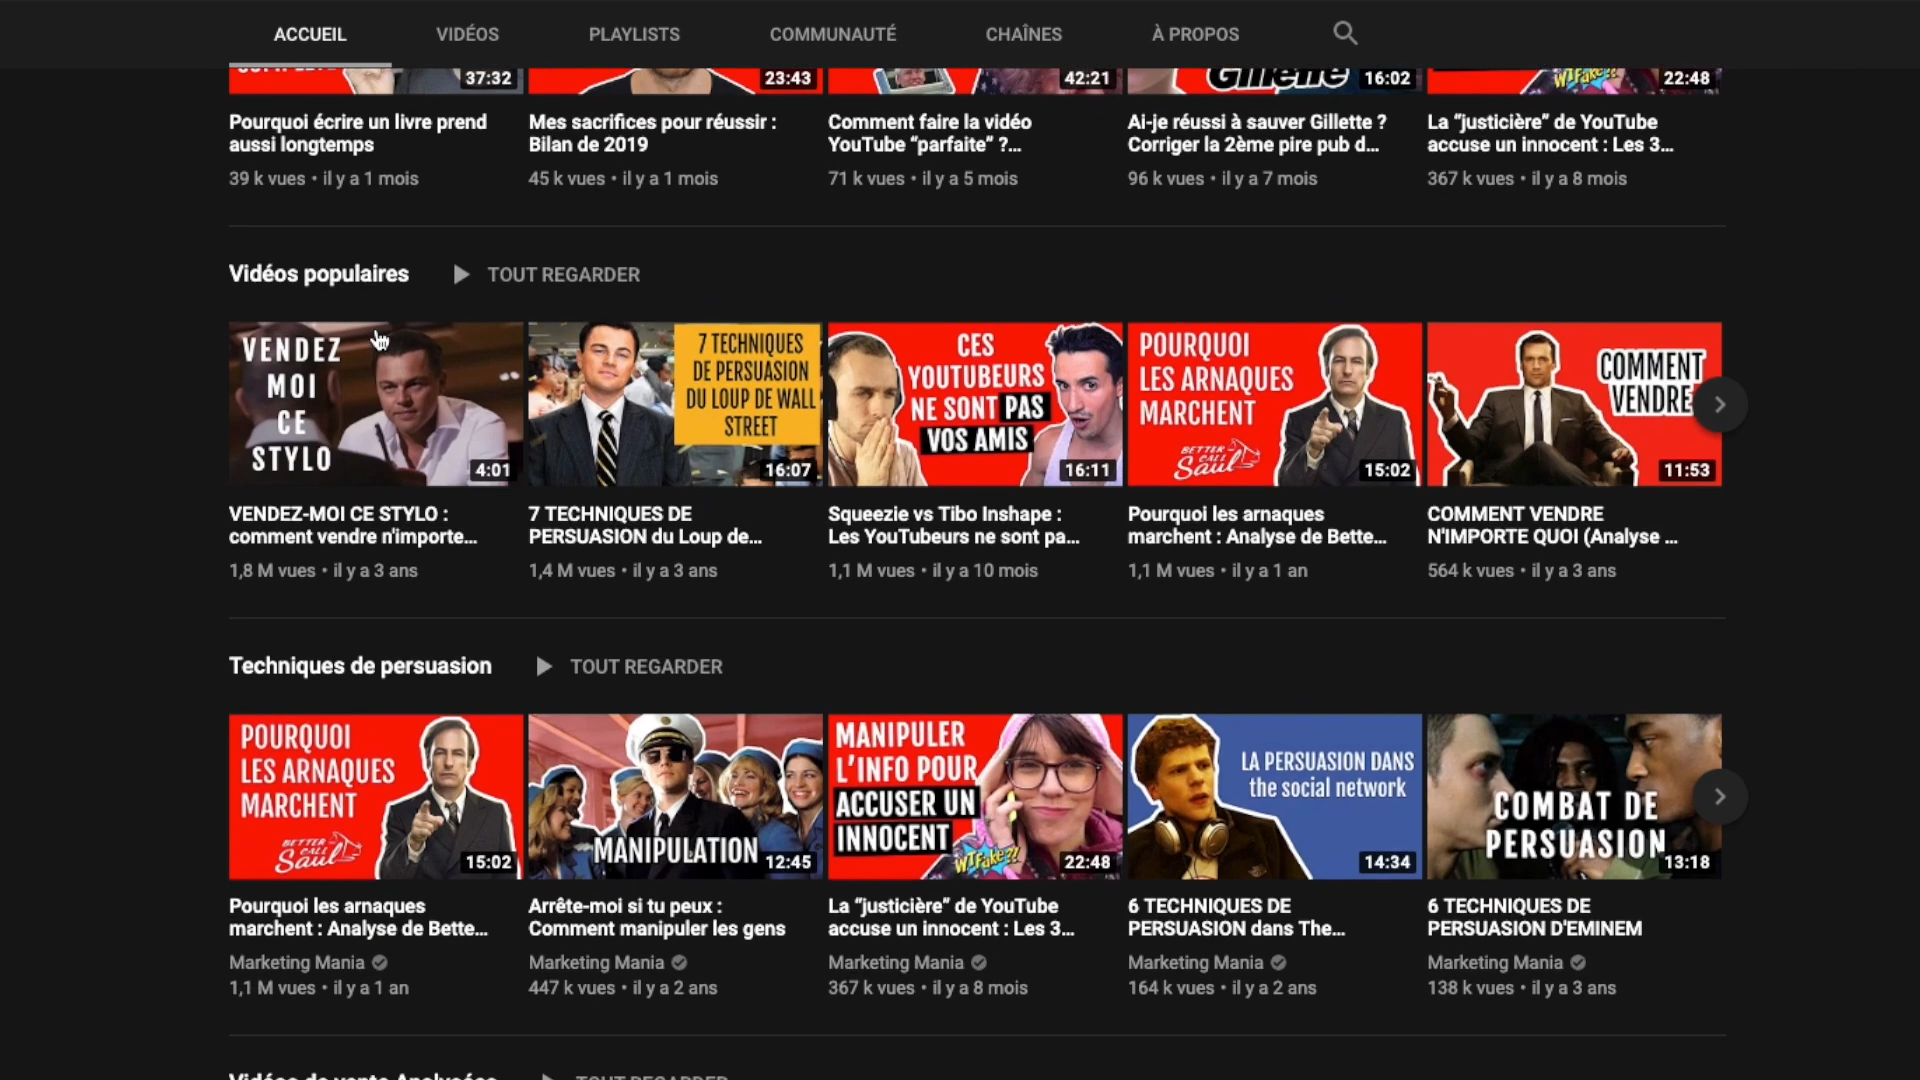 ACCUEIL VIDÉOS PLAYLISTS COMMUNAUTÉ CHAÎNES À PROPOS
37:32
23:43
42:21
Gillette
16:02
WTFake??
22:48
Pourquoi écrire un livre prend
aussi longtemps
39 k vues • il y a 1 mois
Mes sacrifices pour réussir :
Bilan de 2019
45 k vues • il y a 1 mois
Comment faire la vidéo
YouTube “parfaite” ?...
71 k vues • il y a 5 mois
Ai-je réussi à sauver Gillette ?
Corriger la 2ème pire pub d...
96 k vues • il y a 7 mois
La “justicière” de YouTube
accuse un innocent : Les 3...
367 k vues • il y a 8 mois
Vidéos populaires TOUT REGARDER
VENDEZ
MOI
CE
STYLO
4:01
7 TECHNIQUES
DE PERSUASION
DU LOUP DE WALL
STREET
16:07
CES
YOUTUBEURS
NE SONT PAS
VOS AMIS
16:11
POURQUOI
LES ARNAQUES
MARCHENT
BETTER
CALL
Saul
15:02
COMMENT
VENDRE
11:53
VENDEZ-MOI CE STYLO :
comment vendre n'importe...
1,8 M vues • il y a 3 ans
7 TECHNIQUES DE
PERSUASION du Loup de...
1,4 M vues • il y a 3 ans
Squeezie vs Tibo Inshape :
Les YouTubeurs ne sont pa...
1,1 M vues • il y a 10 mois
Pourquoi les arnaques
marchent : Analyse de Bette...
1,1 M vues • il y a 1 an
COMMENT VENDRE
N'IMPORTE QUOI (Analyse ...
564 k vues • il y a 3 ans
Techniques de persuasion TOUT REGARDER
POURQUOI
LES ARNAQUES
MARCHENT
BETTER
CALL
Saul
15:02
MANIPULATION
12:45
MANIPULER
L'INFO POUR
ACCUSER UN
INNOCENT
WTFake??
22:48
LA PERSUASION DANS
the social network
14:34
COMBAT DE
PERSUASION
13:18
Pourquoi les arnaques
marchent : Analyse de Bette...
Marketing Mania
1,1 M vues • il y a 1 an
Arrête-moi si tu peux :
Comment manipuler les gens
Marketing Mania
447 k vues • il y a 2 ans
La “justicière” de YouTube
accuse un innocent : Les 3...
Marketing Mania
367 k vues • il y a 8 mois
6 TECHNIQUES DE
PERSUASION dans The...
Marketing Mania
164 k vues • il y a 2 ans
6 TECHNIQUES DE
PERSUASION D'EMINEM
Marketing Mania
138 k vues • il y a 3 ans
Vidéos de vente Analysées TOUT REGARDER